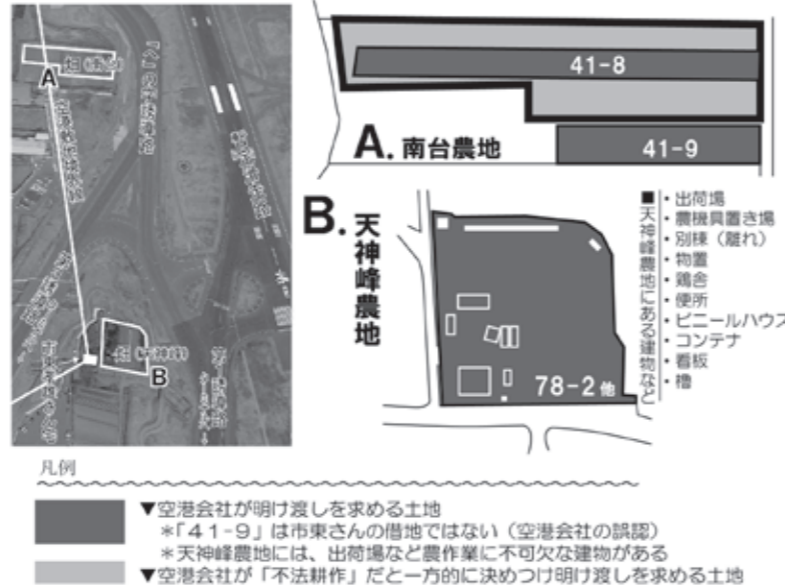 A
B
41-8
A. 南台農地
41-9
B. 天神峰農地
78-2 他
■天神峰農地にある建物など
・出荷場
・農機具置き場
・別棟（離れ）
・物置
・鶏舎
・便所
・ビニールハウス
・コンテナ
・看板
・櫓
凡例
▼空港会社が明け渡しを求める土地
＊「４１-９」は市東さんの借地ではない（空港会社の誤認）
＊天神峰農地には、出荷場など農作業に不可欠な建物がある
▼空港会社が「不法耕作」だと一方的に決めつけ明け渡しを求める土地